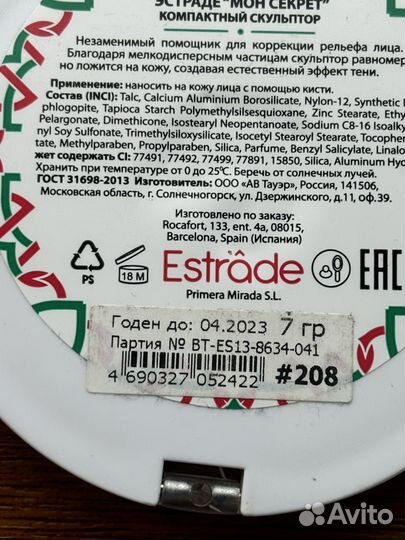 ЭСТРАДЕ "МОН СЕКРЕТ"
КОМПАКТНЫЙ СКУЛЬПТОР
Незаменимый помощник для коррекции рельефа лица.
Благодаря мелкодисперсным частицам скульптор равномер
но ложится на кожу, создавая естественный эффект тени.
Применение: наносить на кожу лица с помощью кисти.
Состав (INCI): Talc, Calcium Aluminium Borosilicate, Nylon-12, Synthetic
phlogopite, Tapioca Starch Polymethylsilsesquioxane, Zinc Stearate, Ethy
Pelargonate, Dimethicone, Isostearyl Neopentanoate, Sodium C8-16 Isoalky
nyl Soy Sulfonate, Trimethylsiloxysilicate, Isocetyl Stearoyl Stearate, Tocopher
tate, Methylparaben, Propylparaben, Silica, Parfum, Benzyl Salicylate, Linalo
жет содержать CI: 77491, 77492, 77499, 77891, 15850, Silica, Aluminum Hydr
Хранить при температуре от 0 до 25°C. Беречь от солнечных лучей.
ГОСТ 31698-2013 Изготовитель: ООО «АВ Тауэр», Россия, 141506,
Московская область, г. Солнечногорск, ул. Дзержинского, д.11, оф.39.
Изготовлено по заказу:
Rocafort, 133, ent. 4a, 08015,
Barcelona, Spain (Испания)
PS
18 M
Estrāde
EAC
Primera Mirada S.L.
Годен до: 04.2023 7 гр
Партия № BT-ES13-8634-041
4 690327 052422 #208
Avito